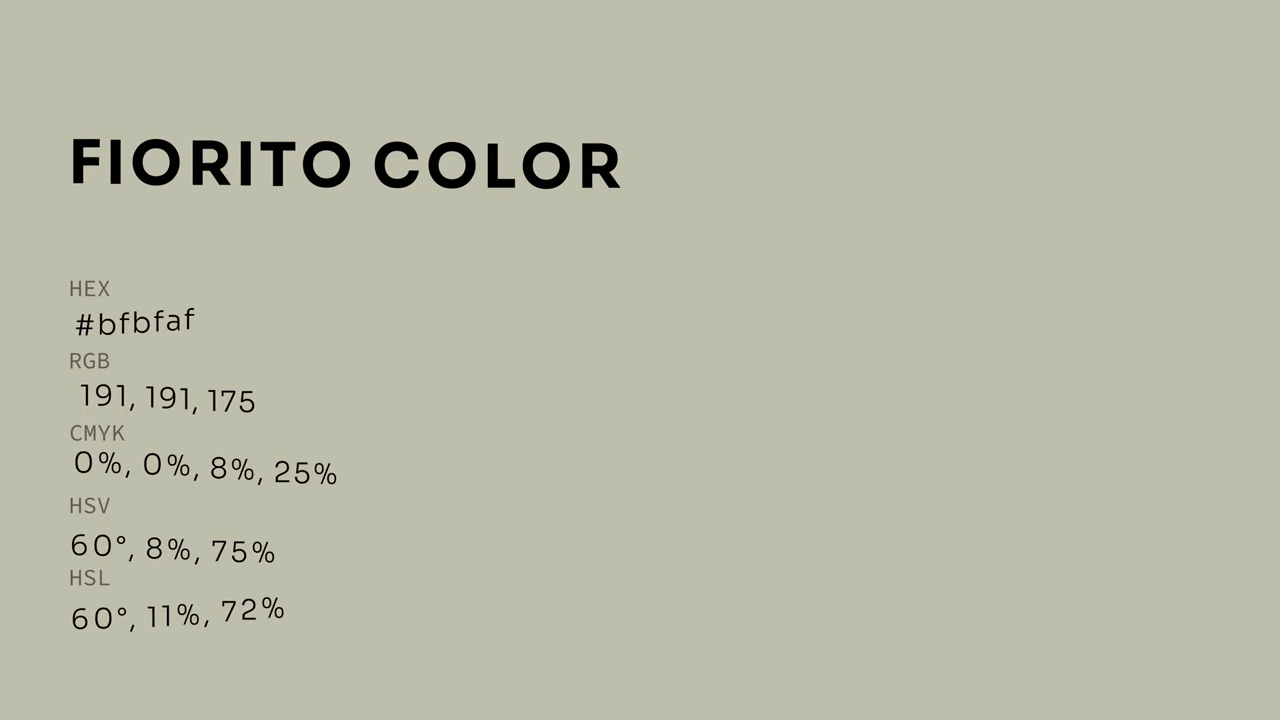 FIORITO COLOR
HEX
#bfbfaf
RGB
191, 191, 175
CMYK
0%, 0%, 8%, 25%
HSV
60°, 8%, 75%
HSL
60°, 11%, 72%